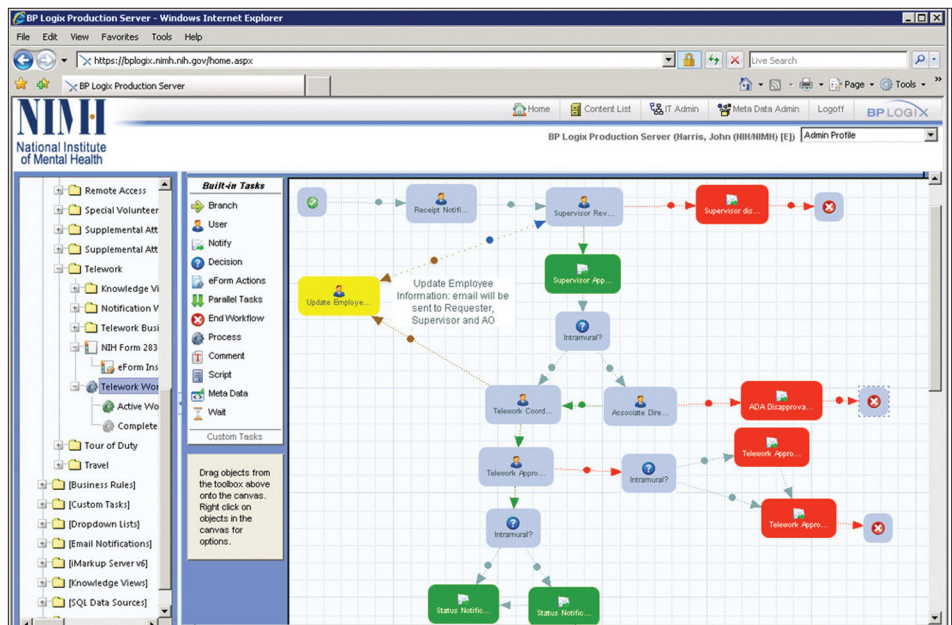 BP Logix Production Server - Windows Internet Explorer
File Edit View Favorites Tools Help
https://bplogix.nimh.nih.gov/home.aspx
Live Search
BP Logix Production Server
Page Tools
NIMH
National Institute
of Mental Health
Home Content List IT Admin Meta Data Admin Logoff BP LOGIX
BP Logix Production Server (Harris, John (NIH/NIMH) [E]) Admin Profile
Remote Access
Special Volunteer
Supplemental Att
Supplemental Att
Telework
Knowledge Vi
Notification V
Telework Busi
NIH Form 283
eForm Ins
Telework Wor
Active Wo
Complete
Tour of Duty
Travel
[Business Rules]
[Custom Tasks]
[Dropdown Lists]
[Email Notifications]
[iMarkup Server v6]
[Knowledge Views]
[SQL Data Sources]
Built-in Tasks
Branch
User
Notify
Decision
eForm Actions
Parallel Tasks
End Workflow
Process
Comment
Script
Meta Data
Wait
Custom Tasks
Drag objects from
the toolbox above
onto the canvas.
Right click on
objects in the
canvas for
options.
Receipt Notifi...
Supervisor Rev...
Supervisor dis...
Supervisor App...
Update Employe...
Update Employee
Information: email will be
sent to Requester,
Supervisor and AO
Intramural?
Telework Coord...
Associate Dire...
ADA Disapprova...
Telework Appro...
Intramural?
Telework Appro...
Telework Appro...
Intramural?
Status Notific...
Status Notific...